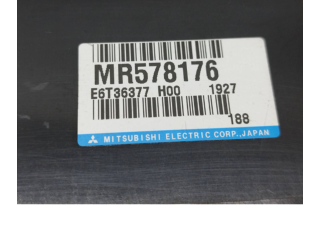 MR578176
E6T36377 H00 1927
188
MITSUBISHI ELECTRIC CORP., JAPAN